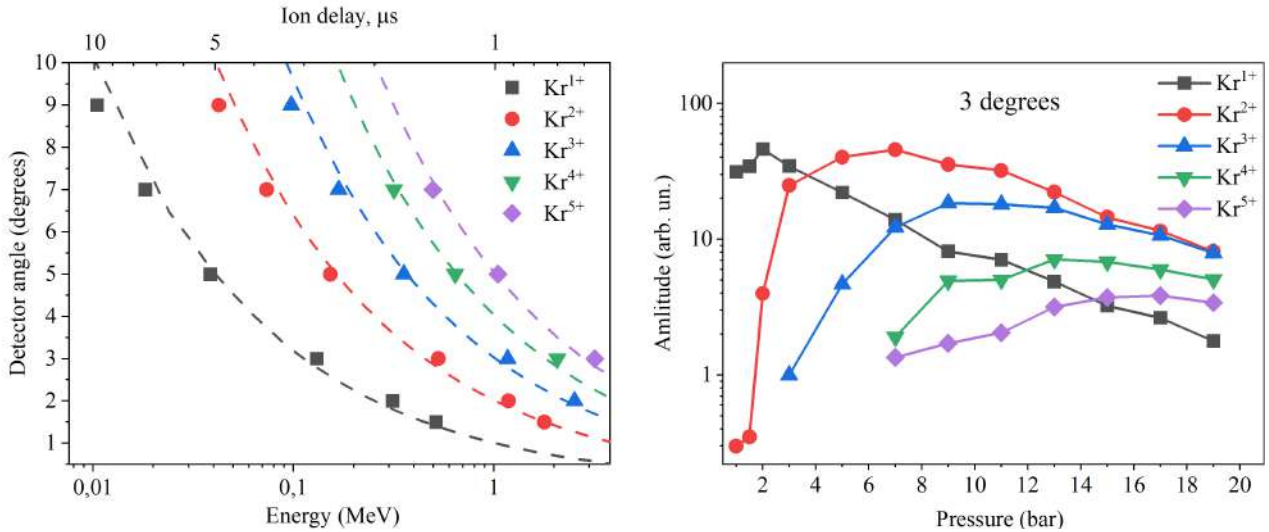 Ion delay, μs
10 5 1
10
9
8
7
6
5
4
3
2
1
Detector angle (degrees)
Kr1+
Kr2+
Kr3+
Kr4+
Kr5+
0,01 0,1 1
Energy (MeV)
3 degrees
100
10
1
Amlitude (arb. un.)
Kr1+
Kr2+
Kr3+
Kr4+
Kr5+
2 4 6 8 10 12 14 16 18 20
Pressure (bar)